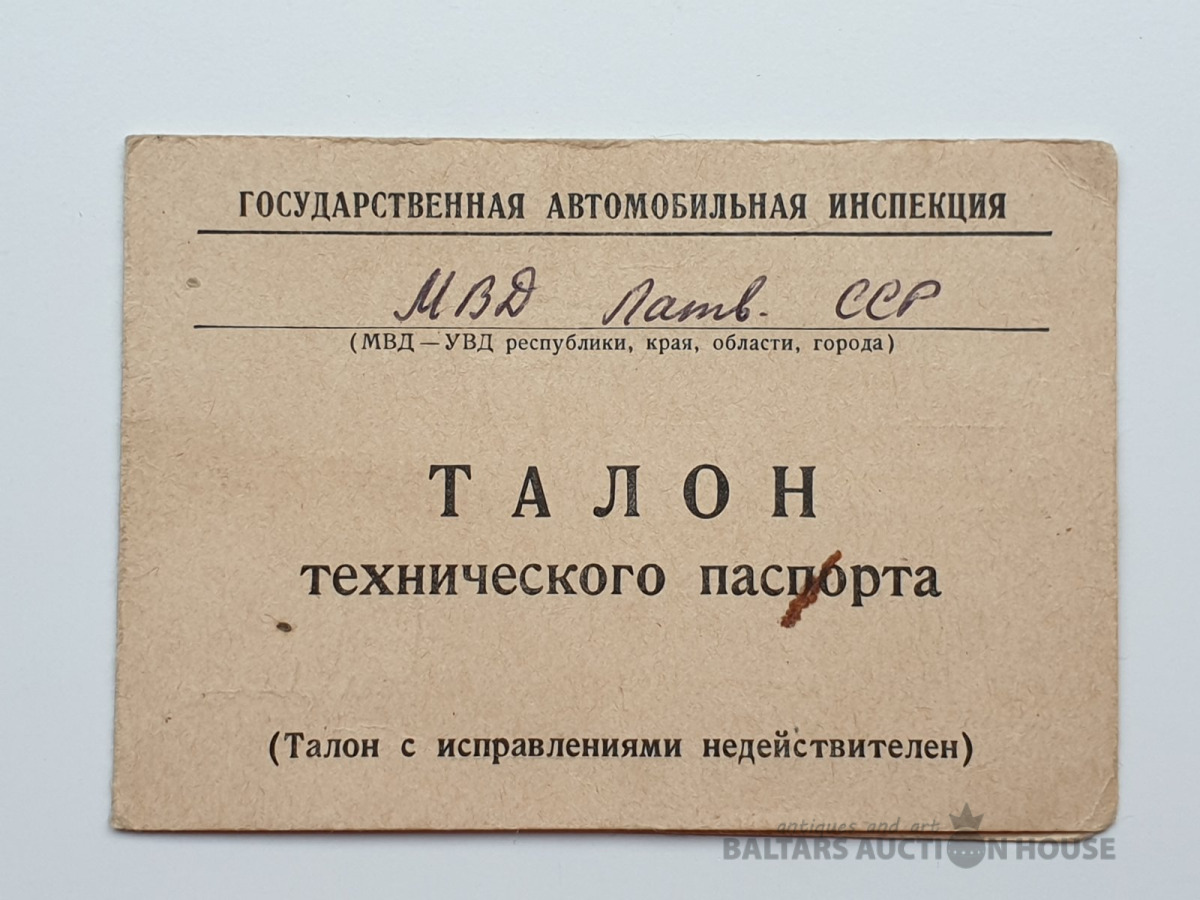 ГОСУДАРСТВЕННАЯ АВТОМОБИЛЬНАЯ ИНСПЕКЦИЯ
МВД Латв. ССР
(МВД — УВД республики, края, области, города)
ТАЛОН
технического паспорта
(Талон с исправлениями недействителен)
antiques and art
BALTARS AUCTION HOUSE